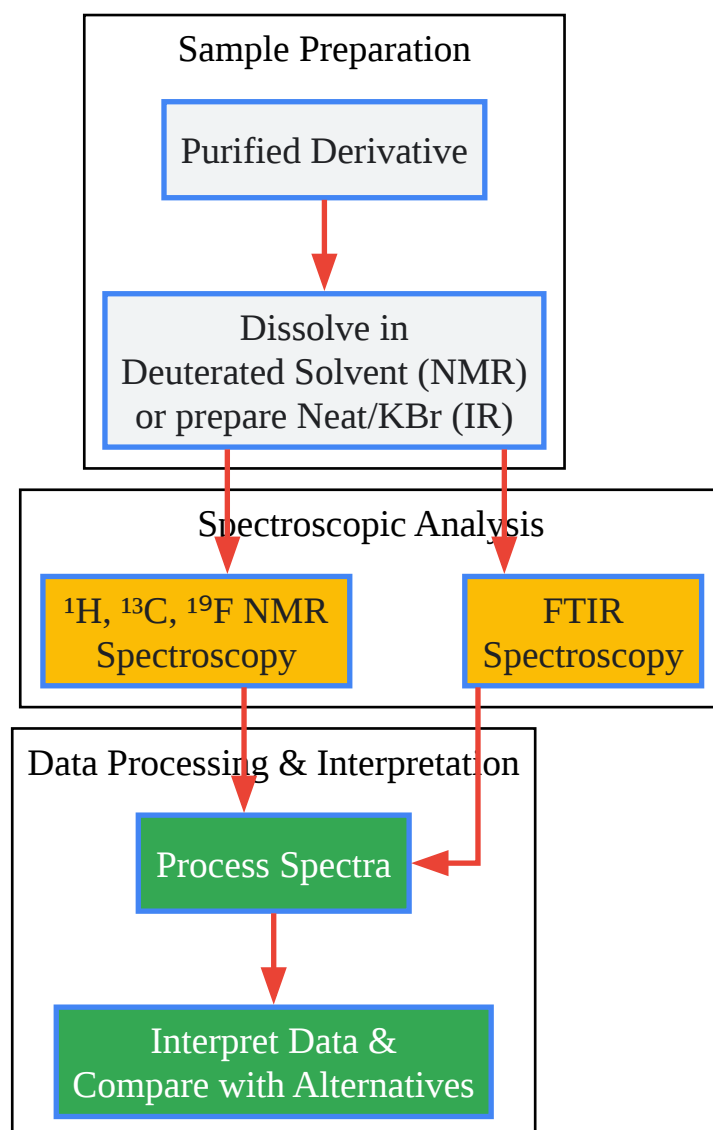 Sample Preparation
Purified Derivative
Dissolve in
Deuterated Solvent (NMR)
or prepare Neat/KBr (IR)
Spectroscopic Analysis
¹H, ¹³C, ¹⁹F NMR
Spectroscopy
FTIR
Spectroscopy
Data Processing & Interpretation
Process Spectra
Interpret Data &
Compare with Alternatives